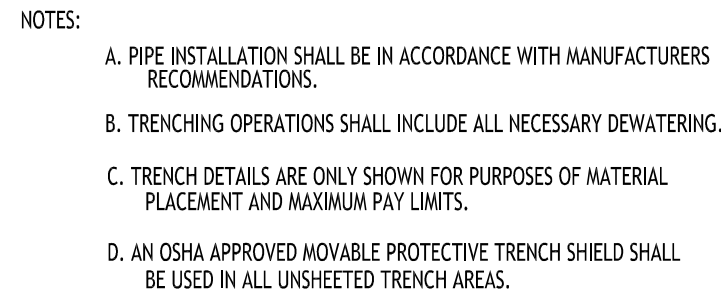 NOTES:
A. PIPE INSTALLATION SHALL BE IN ACCORDANCE WITH MANUFACTURERS
RECOMMENDATIONS.
B. TRENCHING OPERATIONS SHALL INCLUDE ALL NECESSARY DEWATERING.
C. TRENCH DETAILS ARE ONLY SHOWN FOR PURPOSES OF MATERIAL
PLACEMENT AND MAXIMUM PAY LIMITS.
D. AN OSHA APPROVED MOVABLE PROTECTIVE TRENCH SHIELD SHALL
BE USED IN ALL UNSHEETED TRENCH AREAS.